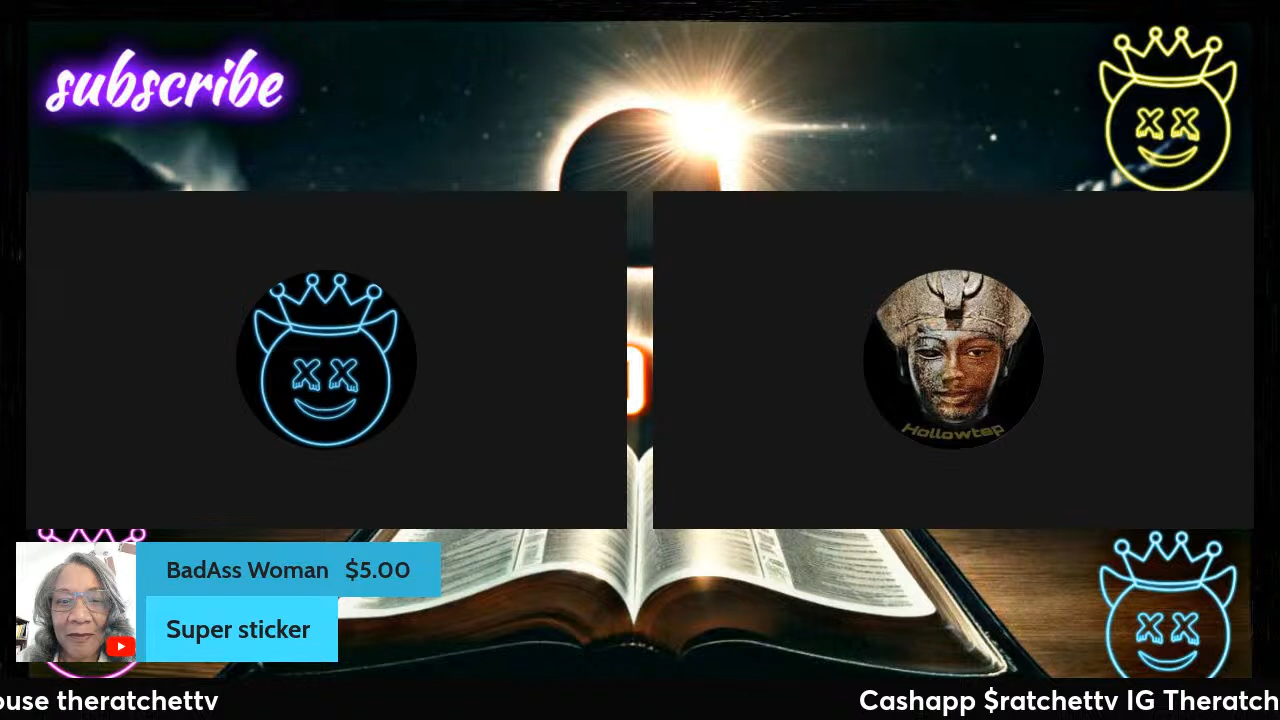 subscribe
Hollowtep
BadAss Woman $5.00
Super sticker
ouse theratchettv Cashapp $ratchettv IG Theratch